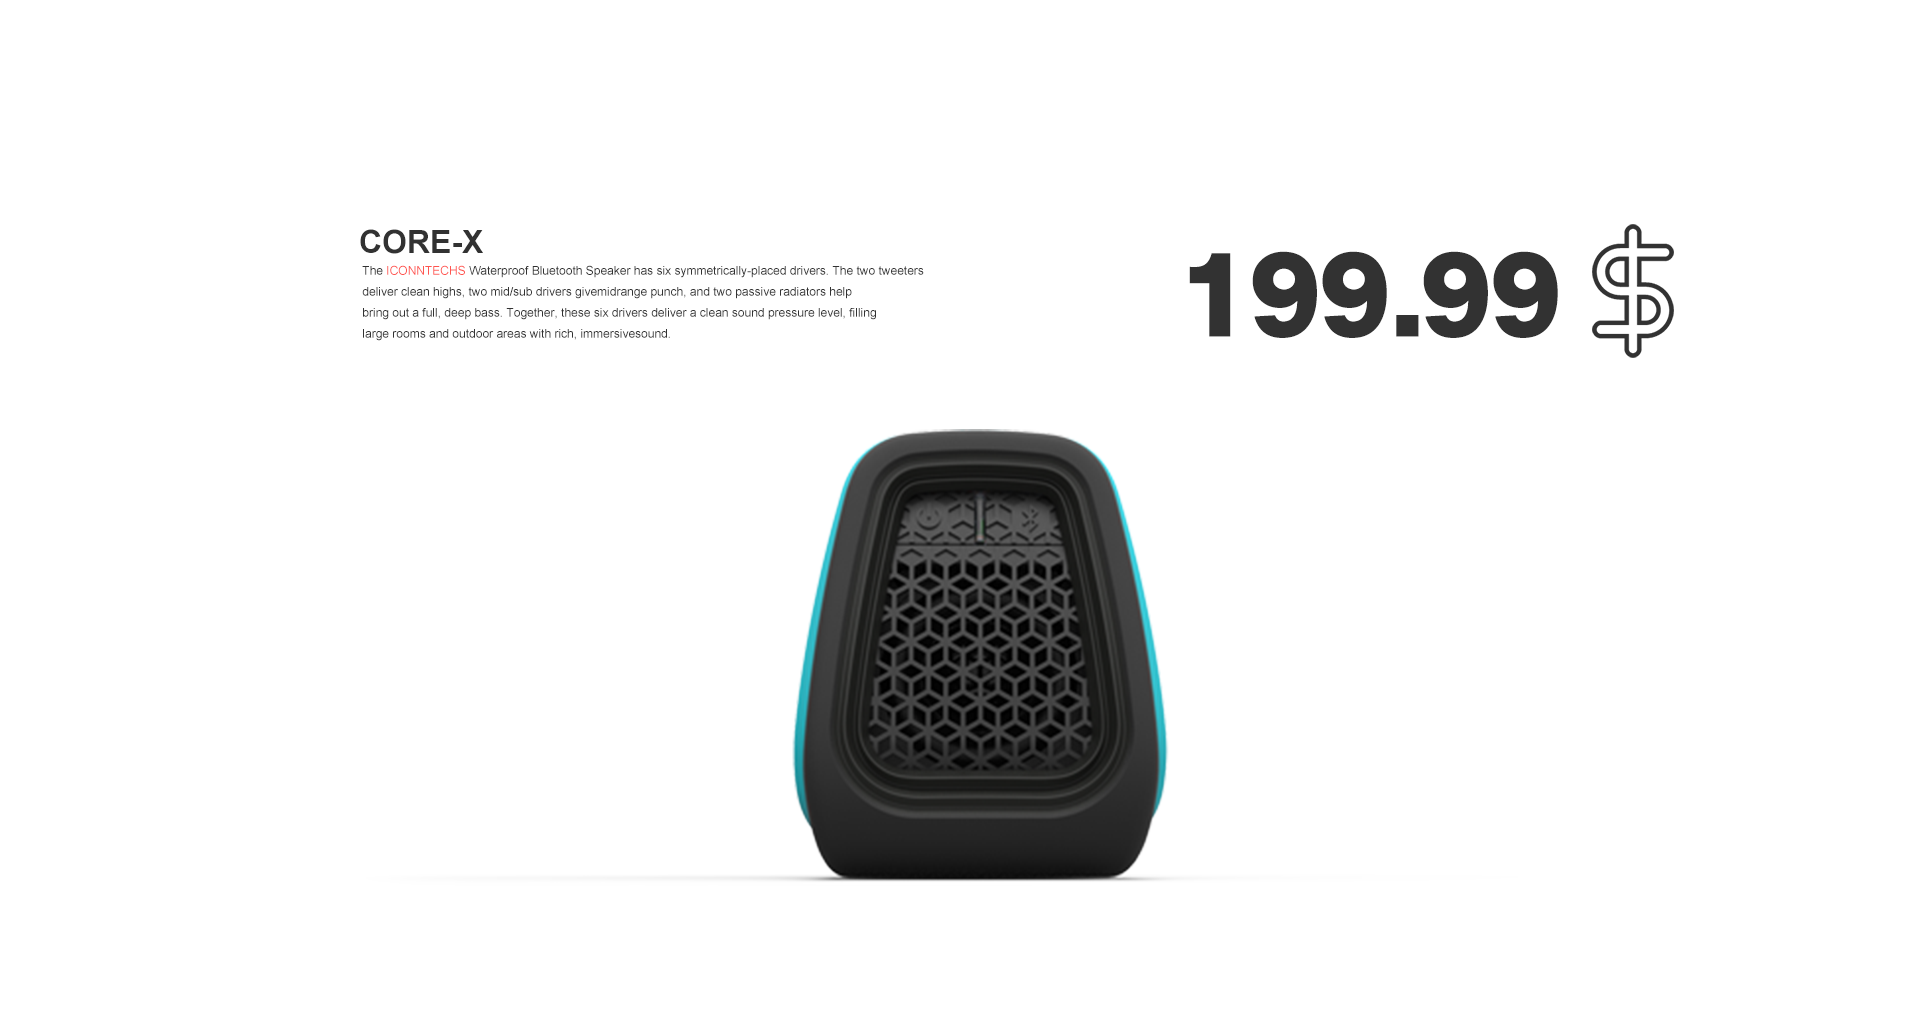 CORE-X
The ICONNTECHS Waterproof Bluetooth Speaker has six symmetrically-placed drivers. The two tweeters
deliver clean highs, two mid/sub drivers givemidrange punch, and two passive radiators help
bring out a full, deep bass. Together, these six drivers deliver a clean sound pressure level, filling
large rooms and outdoor areas with rich, immersivesound.
199.99 $